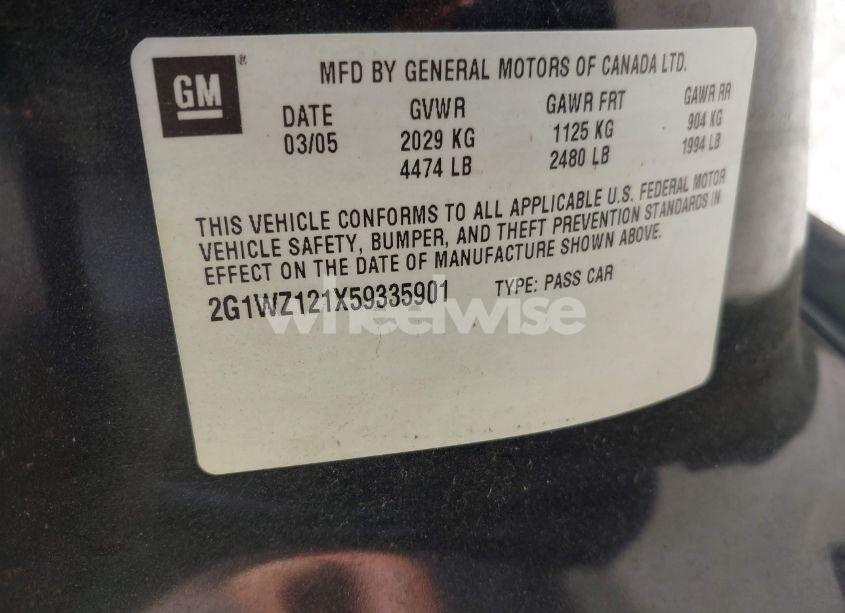 GM®
MFD BY GENERAL MOTORS OF CANADA LTD.
DATE GVWR GAWR FRT GAWR RR
03/05 2029 KG 1125 KG 904 KG
4474 LB 2480 LB 1994 LB
THIS VEHICLE CONFORMS TO ALL APPLICABLE U.S. FEDERAL MOTOR
VEHICLE SAFETY, BUMPER, AND THEFT PREVENTION STANDARDS IN
EFFECT ON THE DATE OF MANUFACTURE SHOWN ABOVE.
2G1WZ121X59335901 TYPE: PASS CAR
wheelwise